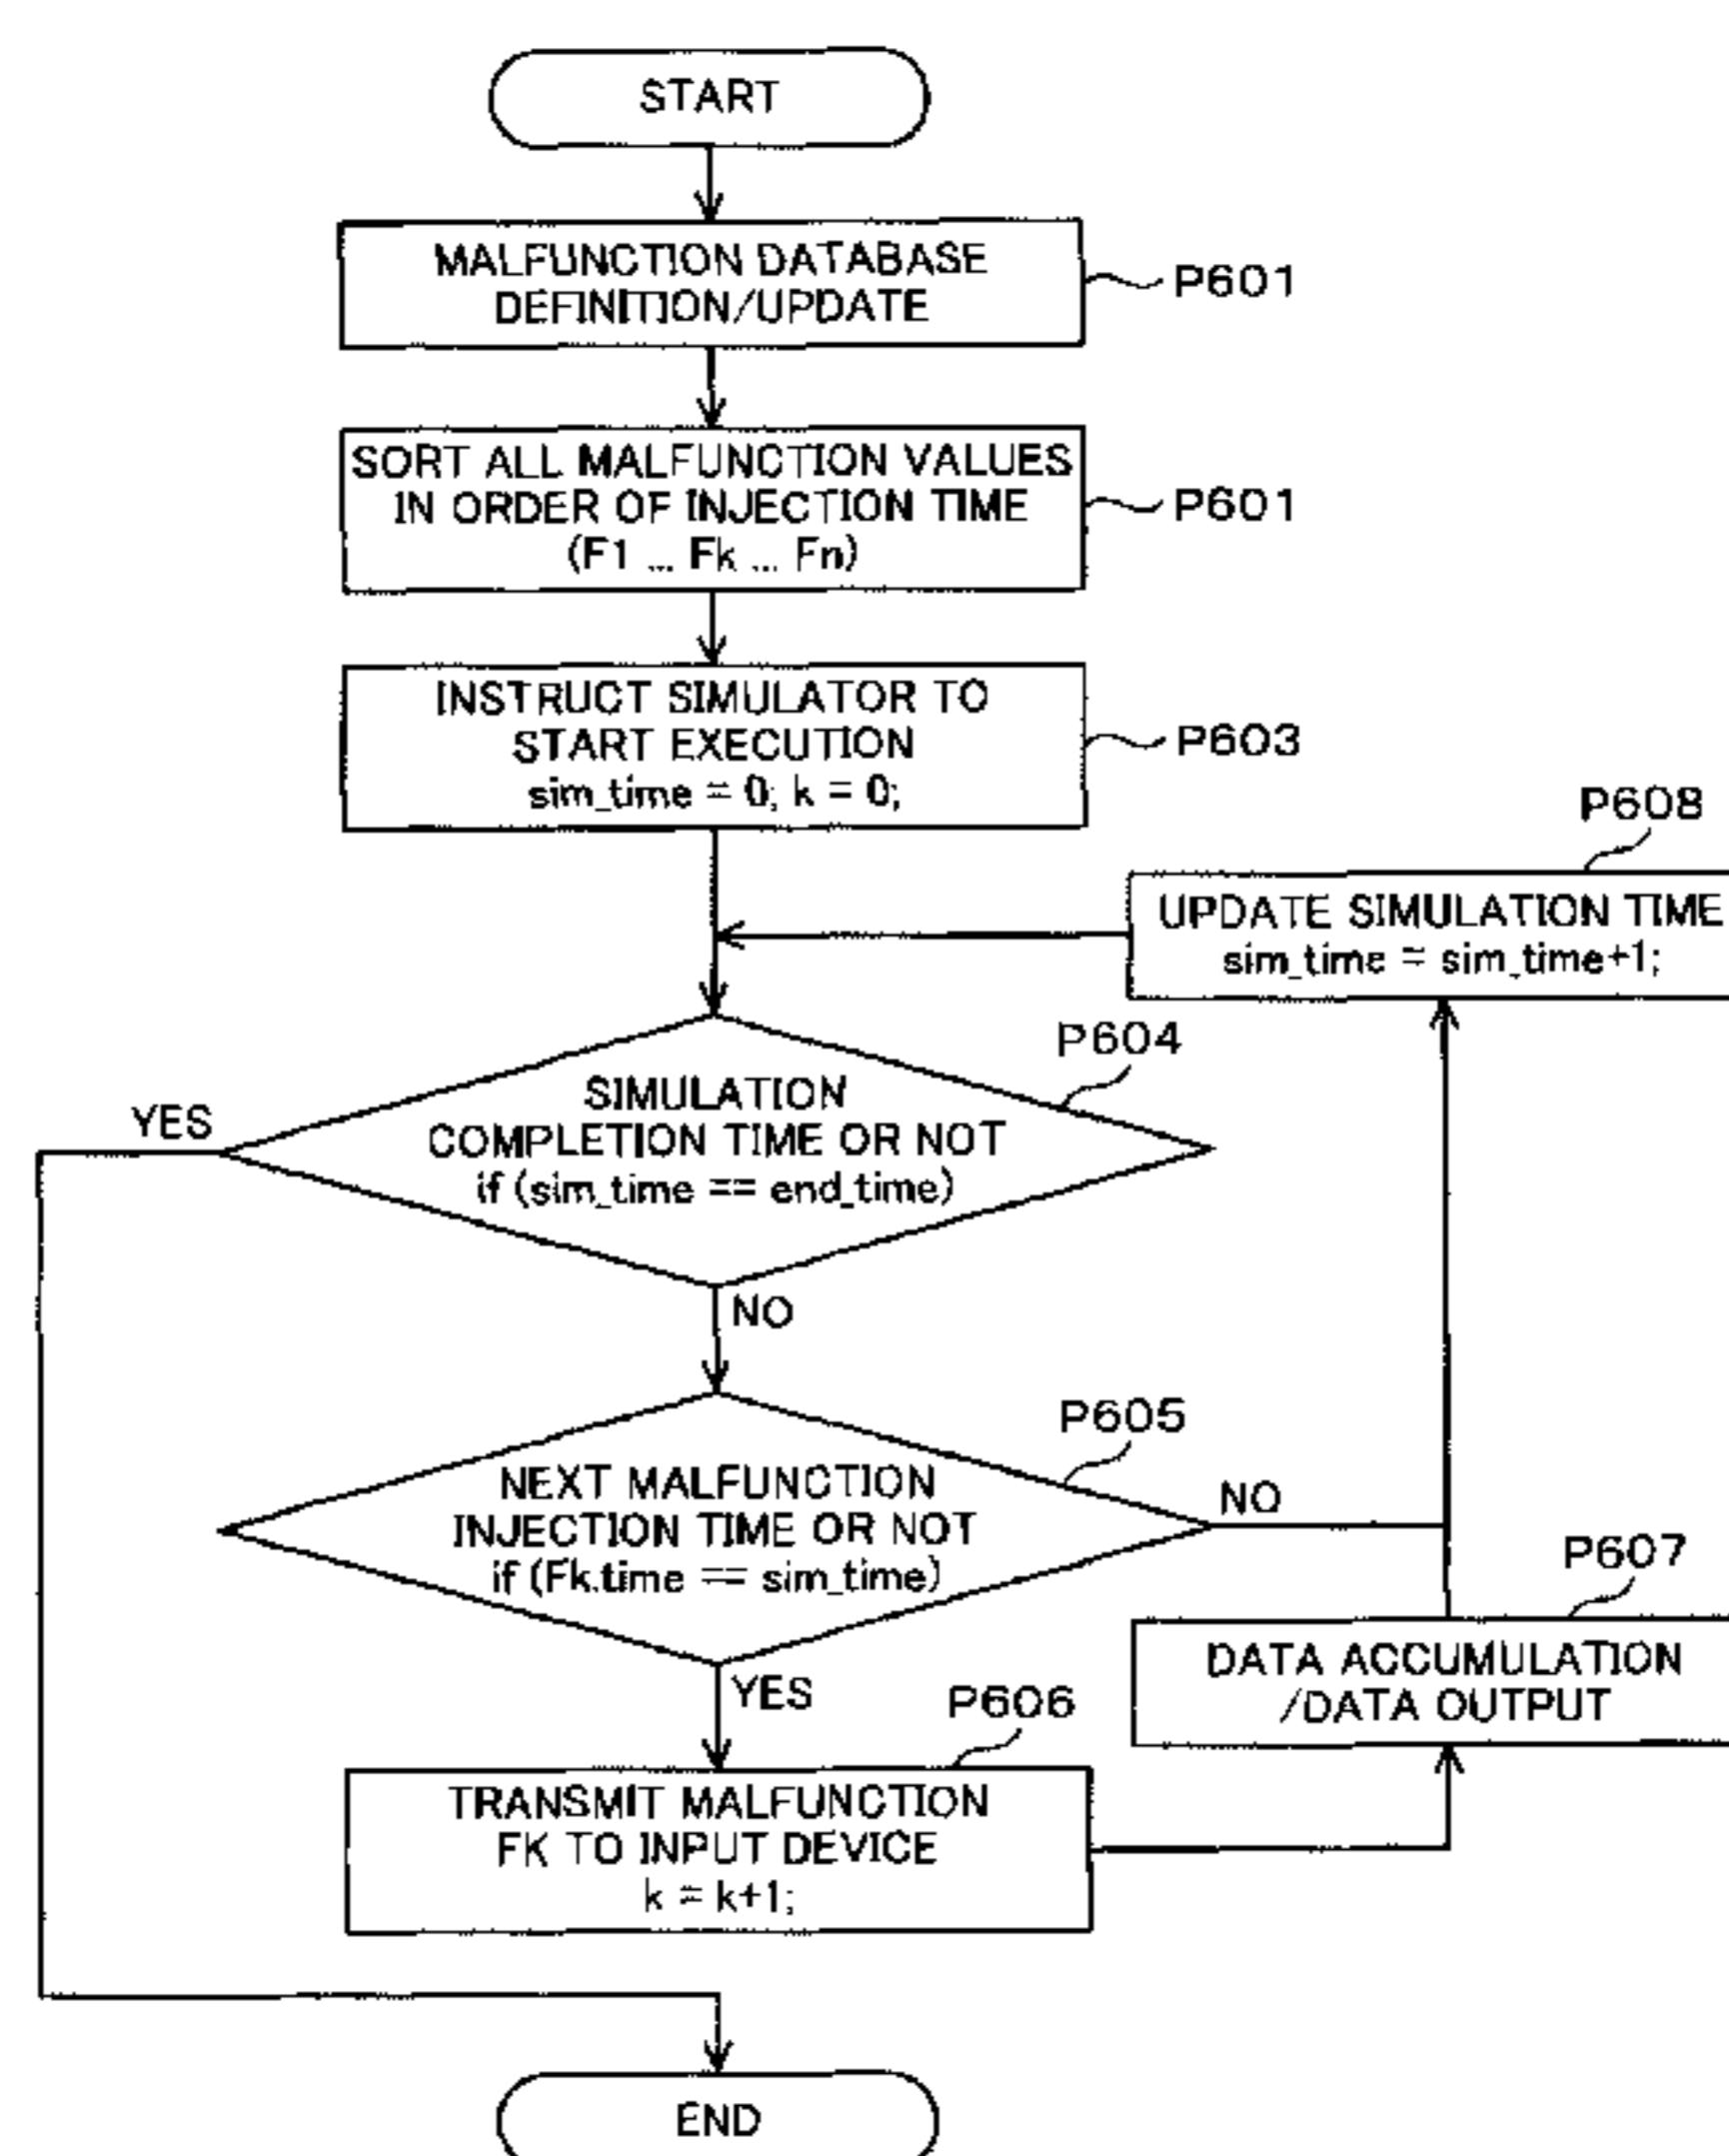 START
MALFUNCTION DATABASE
DEFINITION/UPDATE
P601
SORT ALL MALFUNCTION VALUES
IN ORDER OF INJECTION TIME
(F1 ... Fk ... Fn)
P601
INSTRUCT SIMULATOR TO
START EXECUTION
sim_time = 0; k = 0;
P603
P608
UPDATE SIMULATION TIME
sim_time = sim_time+1;
P604
SIMULATION
COMPLETION TIME OR NOT
if (sim_time == end_time)
YES
NO
P605
NEXT MALFUNCTION
INJECTION TIME OR NOT
if (Fk.time == sim_time)
NO
YES
P607
DATA ACCUMULATION
/DATA OUTPUT
P606
TRANSMIT MALFUNCTION
FK TO INPUT DEVICE
k = k+1;
END